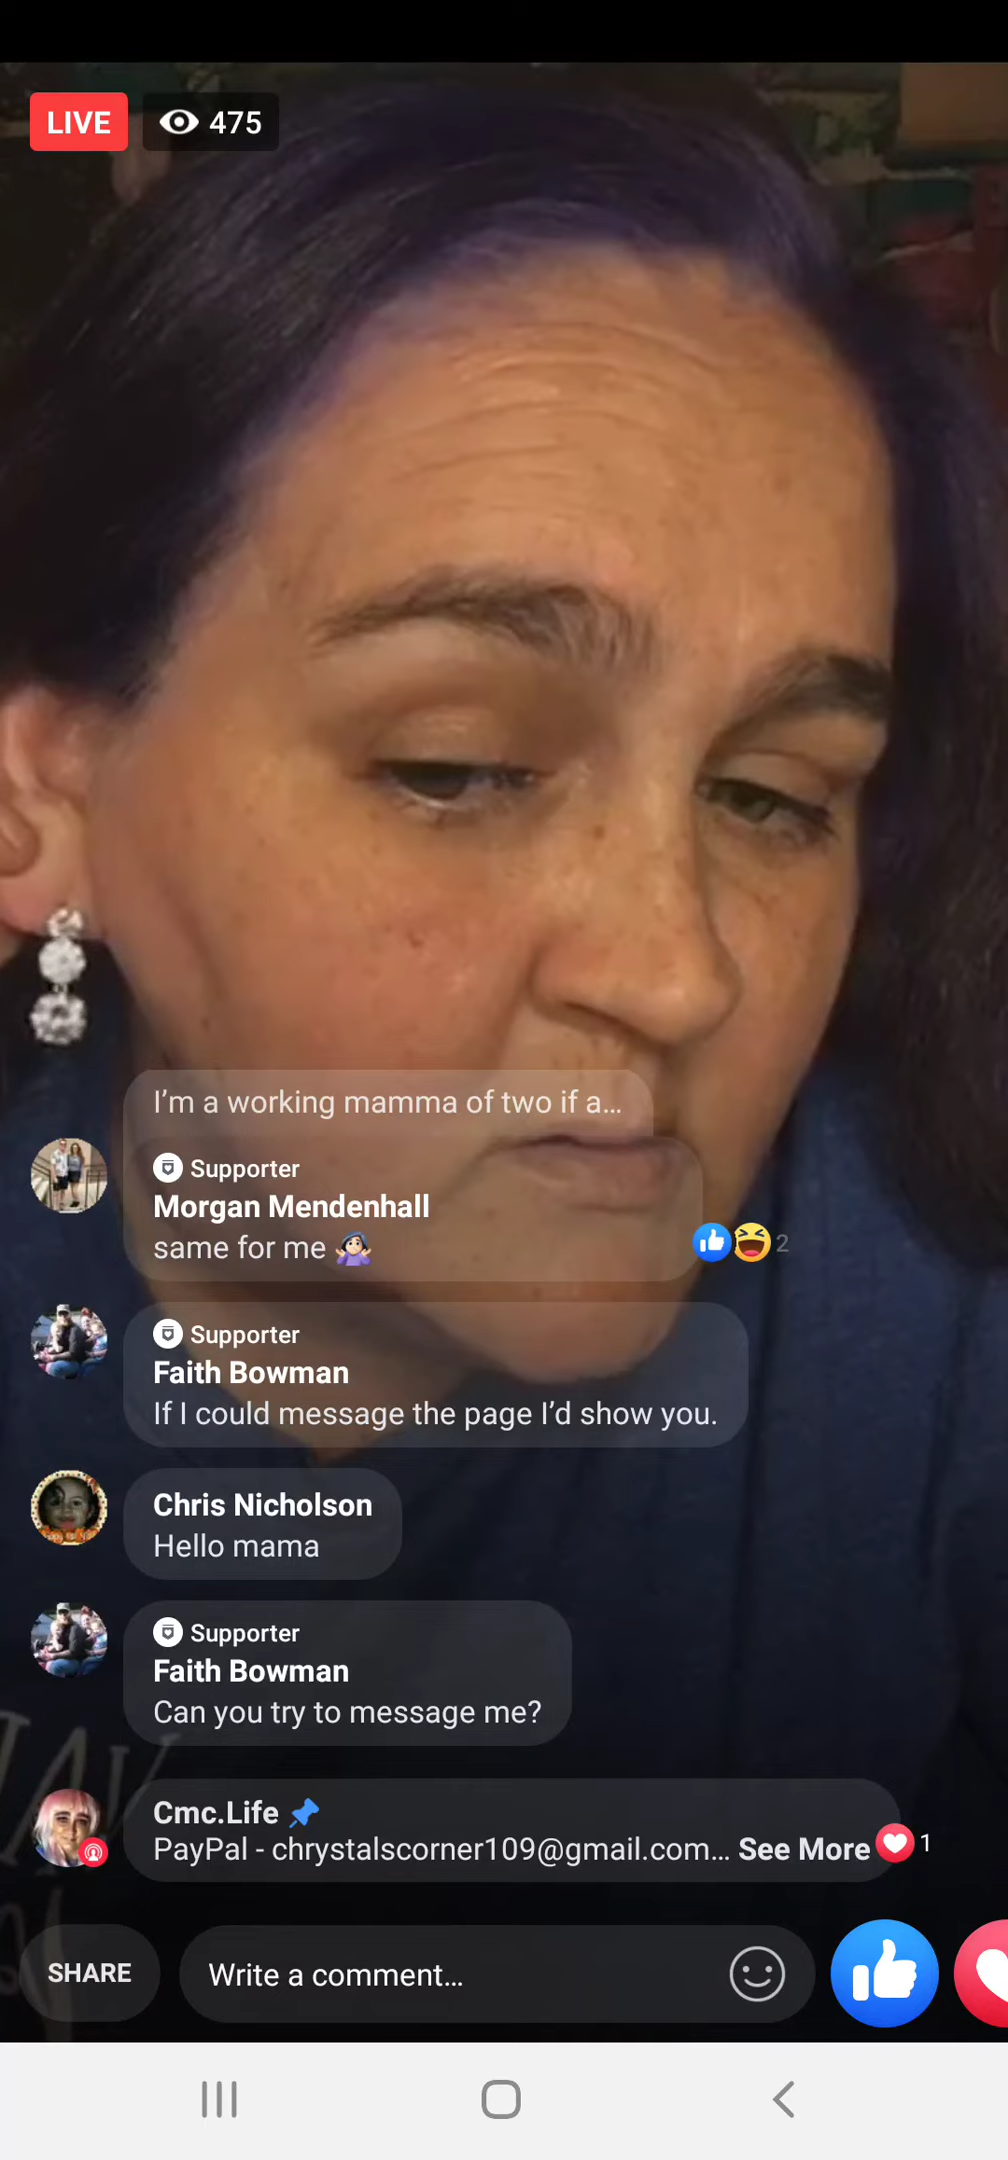 LIVE 475
I'm a working mamma of two if a...
Supporter
Morgan Mendenhall
same for me
2
Supporter
Faith Bowman
If I could message the page I'd show you.
Chris Nicholson
Hello mama
Supporter
Faith Bowman
Can you try to message me?
Cmc.Life
PayPal - chrystalscorner109@gmail.com... See More 1
SHARE Write a comment...